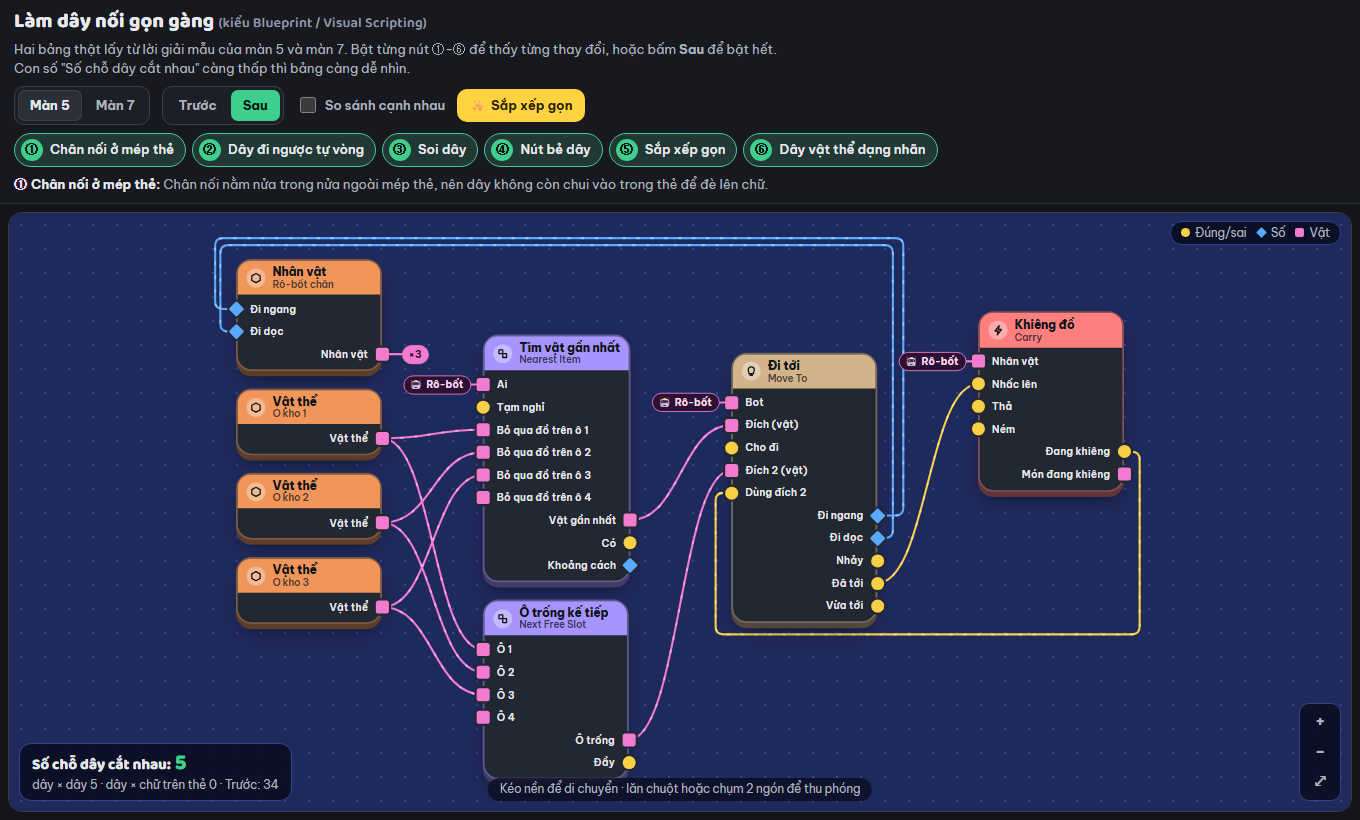 Làm dây nối gọn gàng (kiểu Blueprint / Visual Scripting)
Hai bảng thật lấy từ lời giải mẫu của màn 5 và màn 7. Bật từng nút ①-⑥ để thấy từng thay đổi, hoặc bấm Sau để bật hết.
Con số "Số chỗ dây cắt nhau" càng thấp thì bảng càng dễ nhìn.
Màn 5 Màn 7 Trước Sau So sánh cạnh nhau ✨ Sắp xếp gọn
① Chân nối ở mép thẻ ② Dây đi ngược tự vòng ③ Soi dây ④ Nút bẻ dây ⑤ Sắp xếp gọn ⑥ Dây vật thể dạng nhãn
① Chân nối ở mép thẻ: Chân nối nằm nửa trong nửa ngoài mép thẻ, nên dây không còn chui vào trong thẻ để đè lên chữ.
Đúng/sai Số Vật
Nhân vật
Rô-bốt chặn
Đi ngang
Đi dọc
Nhân vật
×3
Vật thể
Ô kho 1
Vật thể
Vật thể
Ô kho 2
Vật thể
Vật thể
Ô kho 3
Vật thể
Tìm vật gần nhất
Nearest Item
Rô-bốt
Ai
Tạm nghỉ
Bỏ qua đồ trên ô 1
Bỏ qua đồ trên ô 2
Bỏ qua đồ trên ô 3
Bỏ qua đồ trên ô 4
Vật gần nhất
Có
Khoảng cách
Ô trống kế tiếp
Next Free Slot
Ô 1
Ô 2
Ô 3
Ô 4
Ô trống
Đầy
Đi tới
Move To
Rô-bốt
Bot
Đích (vật)
Cho đi
Đích 2 (vật)
Dùng đích 2
Đi ngang
Đi dọc
Nhảy
Đã tới
Vừa tới
Khiêng đồ
Carry
Rô-bốt
Nhân vật
Nhấc lên
Thả
Ném
Đang khiêng
Món đang khiêng
Số chỗ dây cắt nhau: 5
dây × dây 5 · dây × chữ trên thẻ 0 · Trước: 34
Kéo nền để di chuyển · lăn chuột hoặc chụm 2 ngón để thu phóng
+
−
⤢